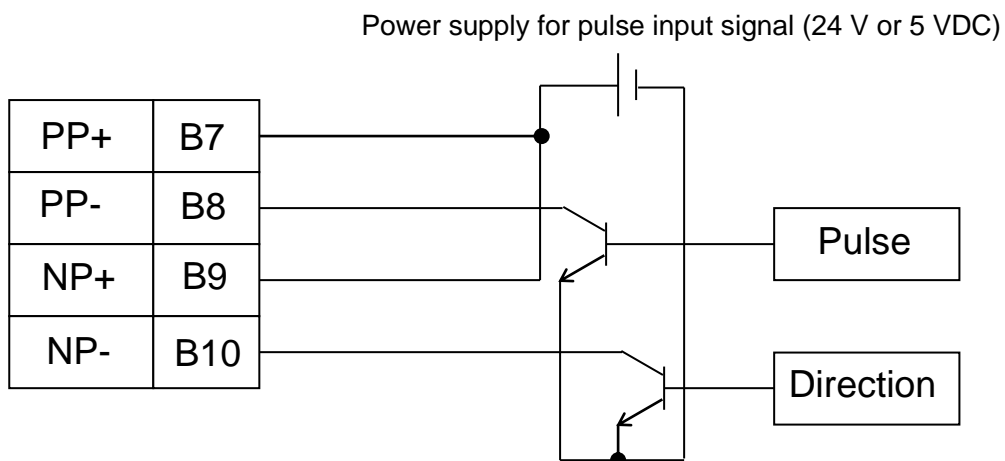 Power supply for pulse input signal (24 V or 5 VDC)
PP+ B7
PP- B8
Pulse
NP+ B9
NP- B10
Direction